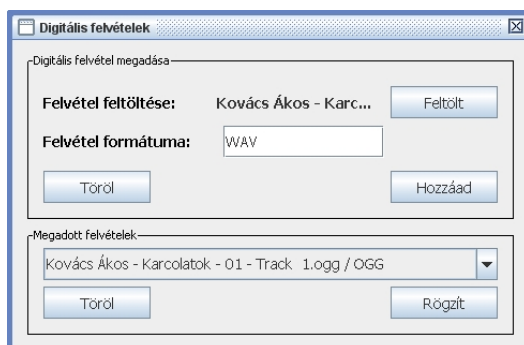 Digitális felvételek
Digitális felvétel megadása
Felvétel feltöltése: Kovács Ákos - Karc... Feltölt
Felvétel formátuma: WAV
Töröl Hozzáad
Megadott felvételek
Kovács Ákos - Karcolatok - 01 - Track 1.ogg / OGG
Töröl Rögzít